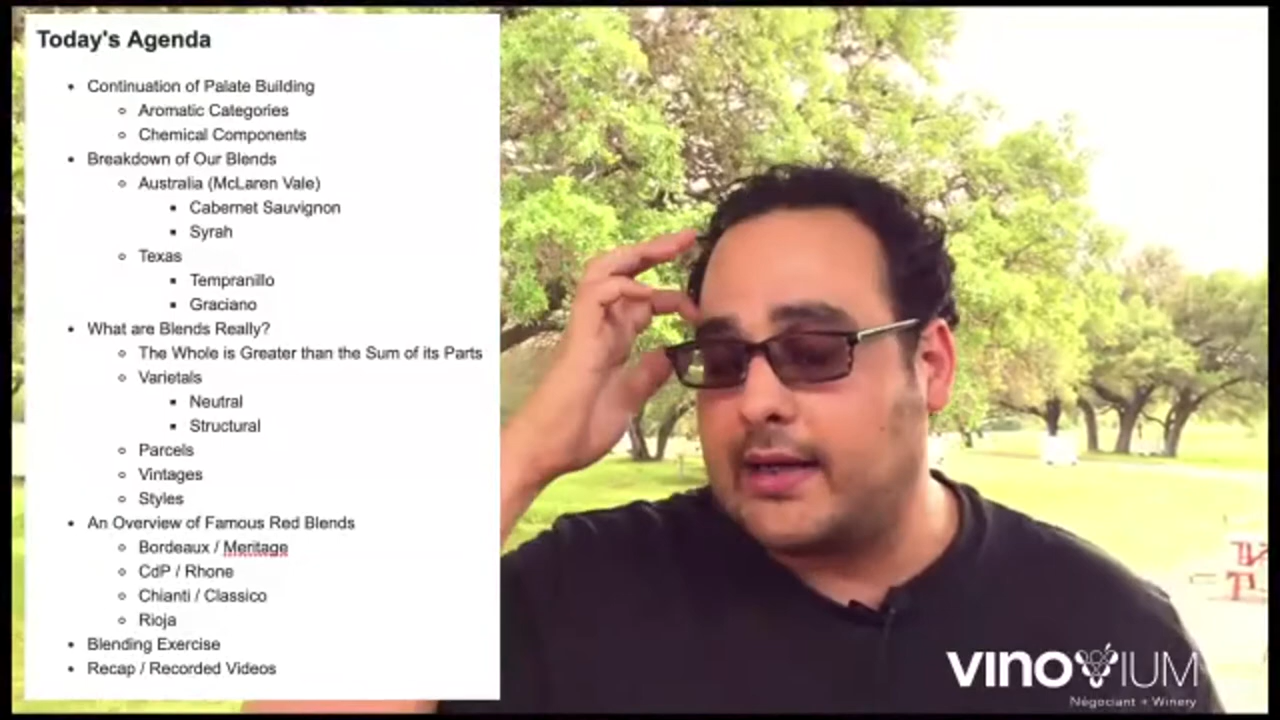 Today's Agenda
Continuation of Palate Building
Aromatic Categories
Chemical Components
Breakdown of Our Blends
Australia (McLaren Vale)
Cabernet Sauvignon
Syrah
Texas
Tempranillo
Graciano
What are Blends Really?
The Whole is Greater than the Sum of its Parts
Varietals
Neutral
Structural
Parcels
Vintages
Styles
An Overview of Famous Red Blends
Bordeaux / Meritage
CdP / Rhone
Chianti / Classico
Rioja
Blending Exercise
Recap / Recorded Videos
VINOVIUM
Négociant + Winery